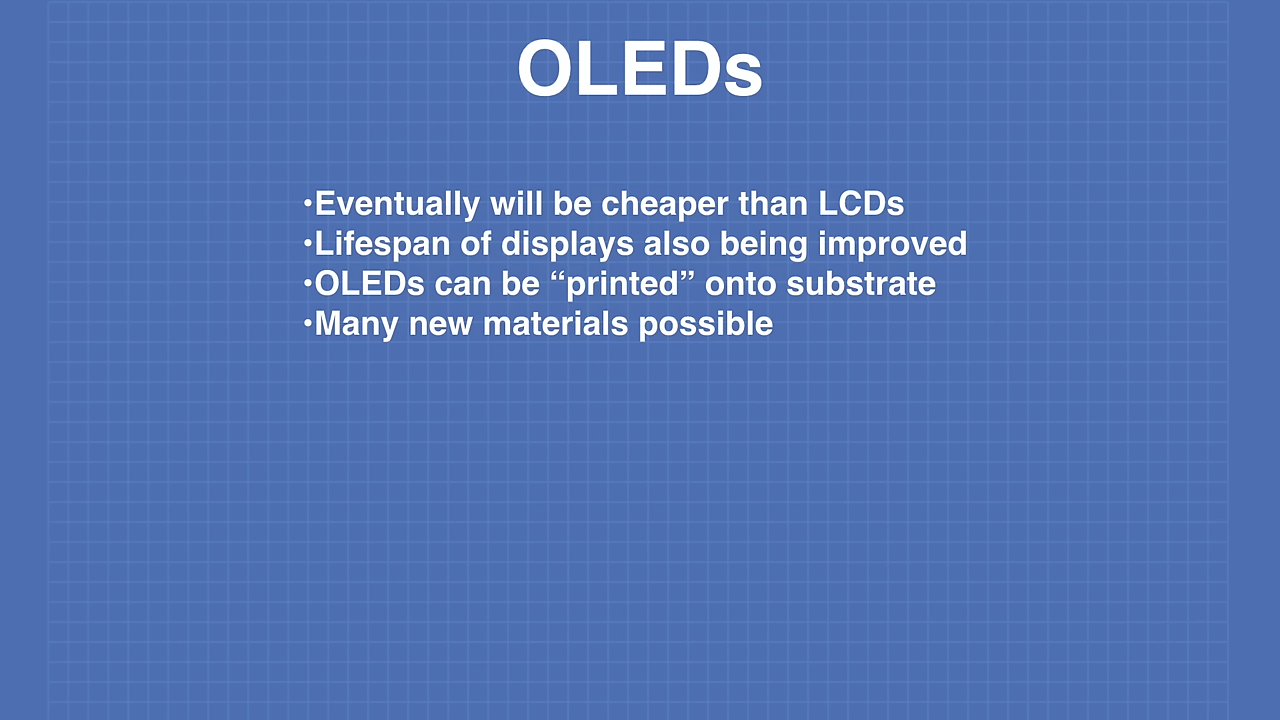 OLEDs
•Eventually will be cheaper than LCDs
•Lifespan of displays also being improved
•OLEDs can be “printed” onto substrate
•Many new materials possible